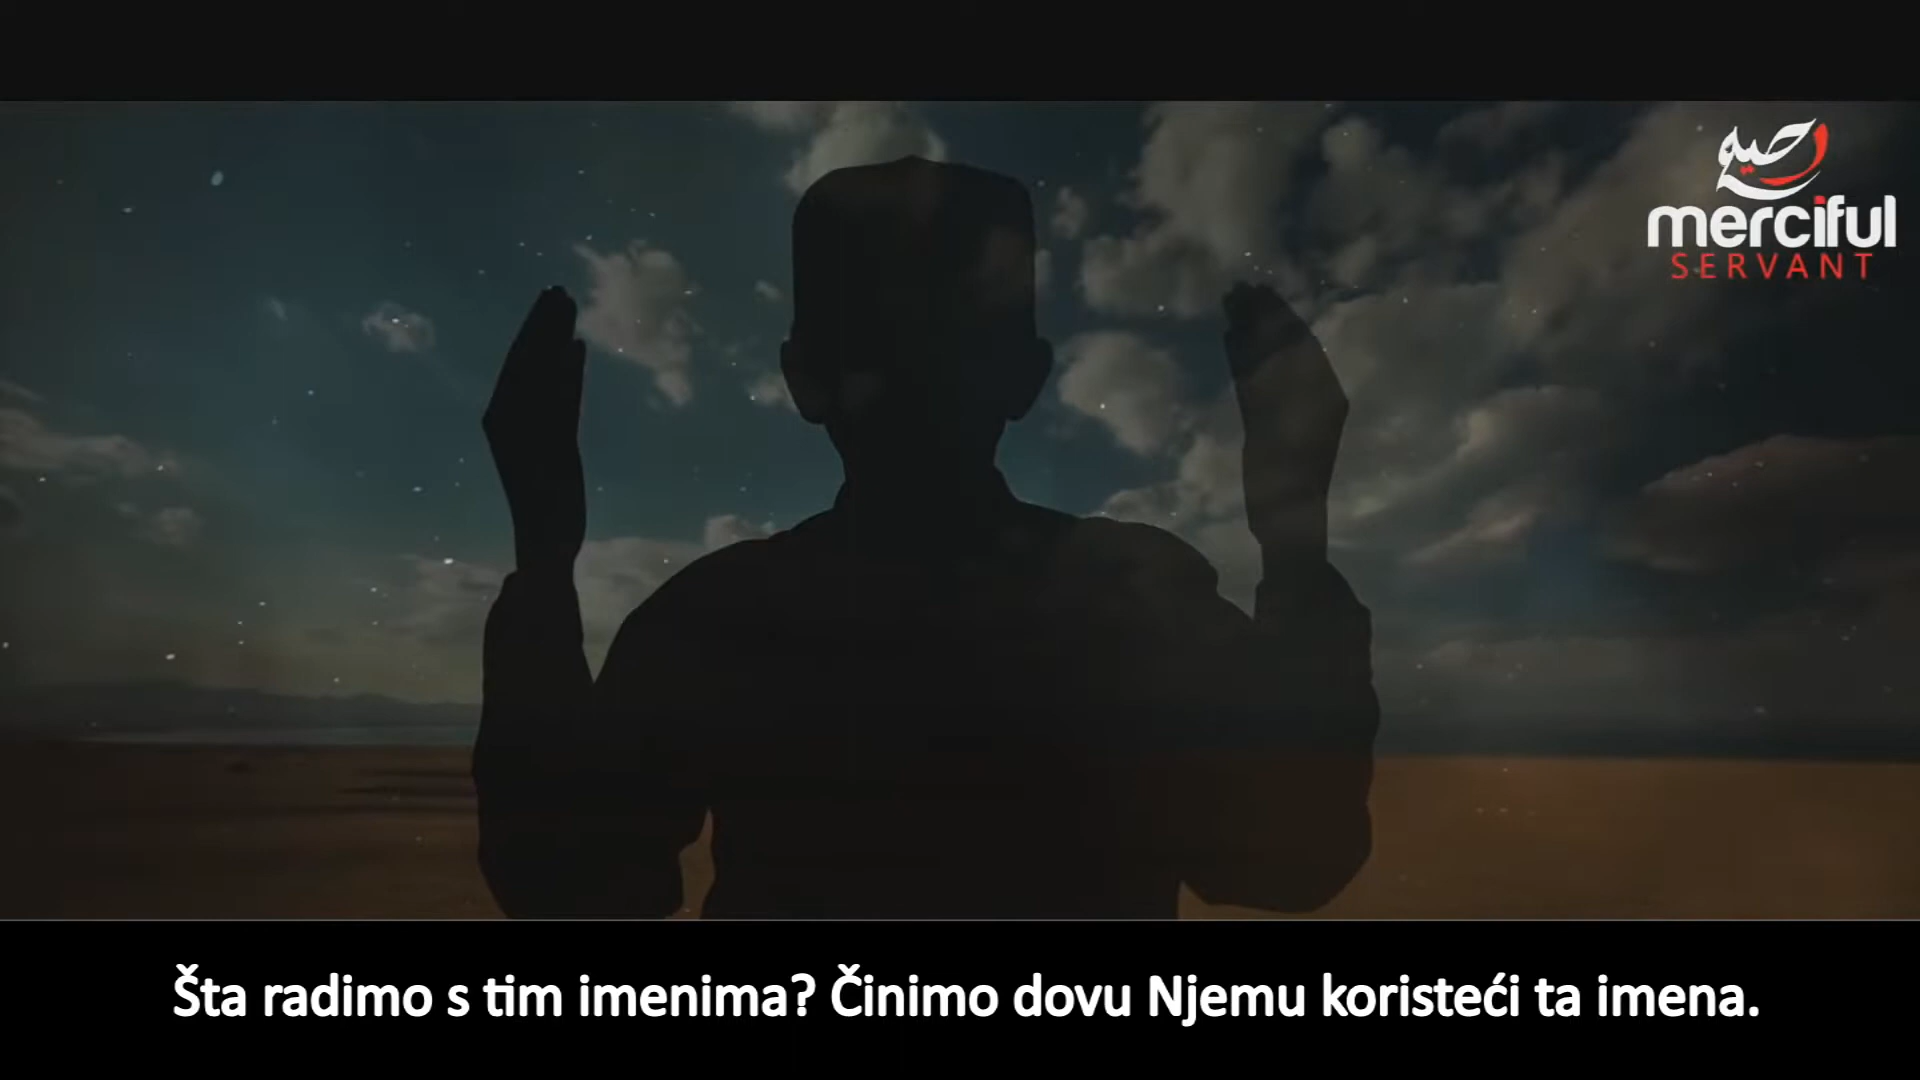 رحيم
merciful
SERVANT
Šta radimo s tim imenima? Činimo dovu Njemu koristeći ta imena.